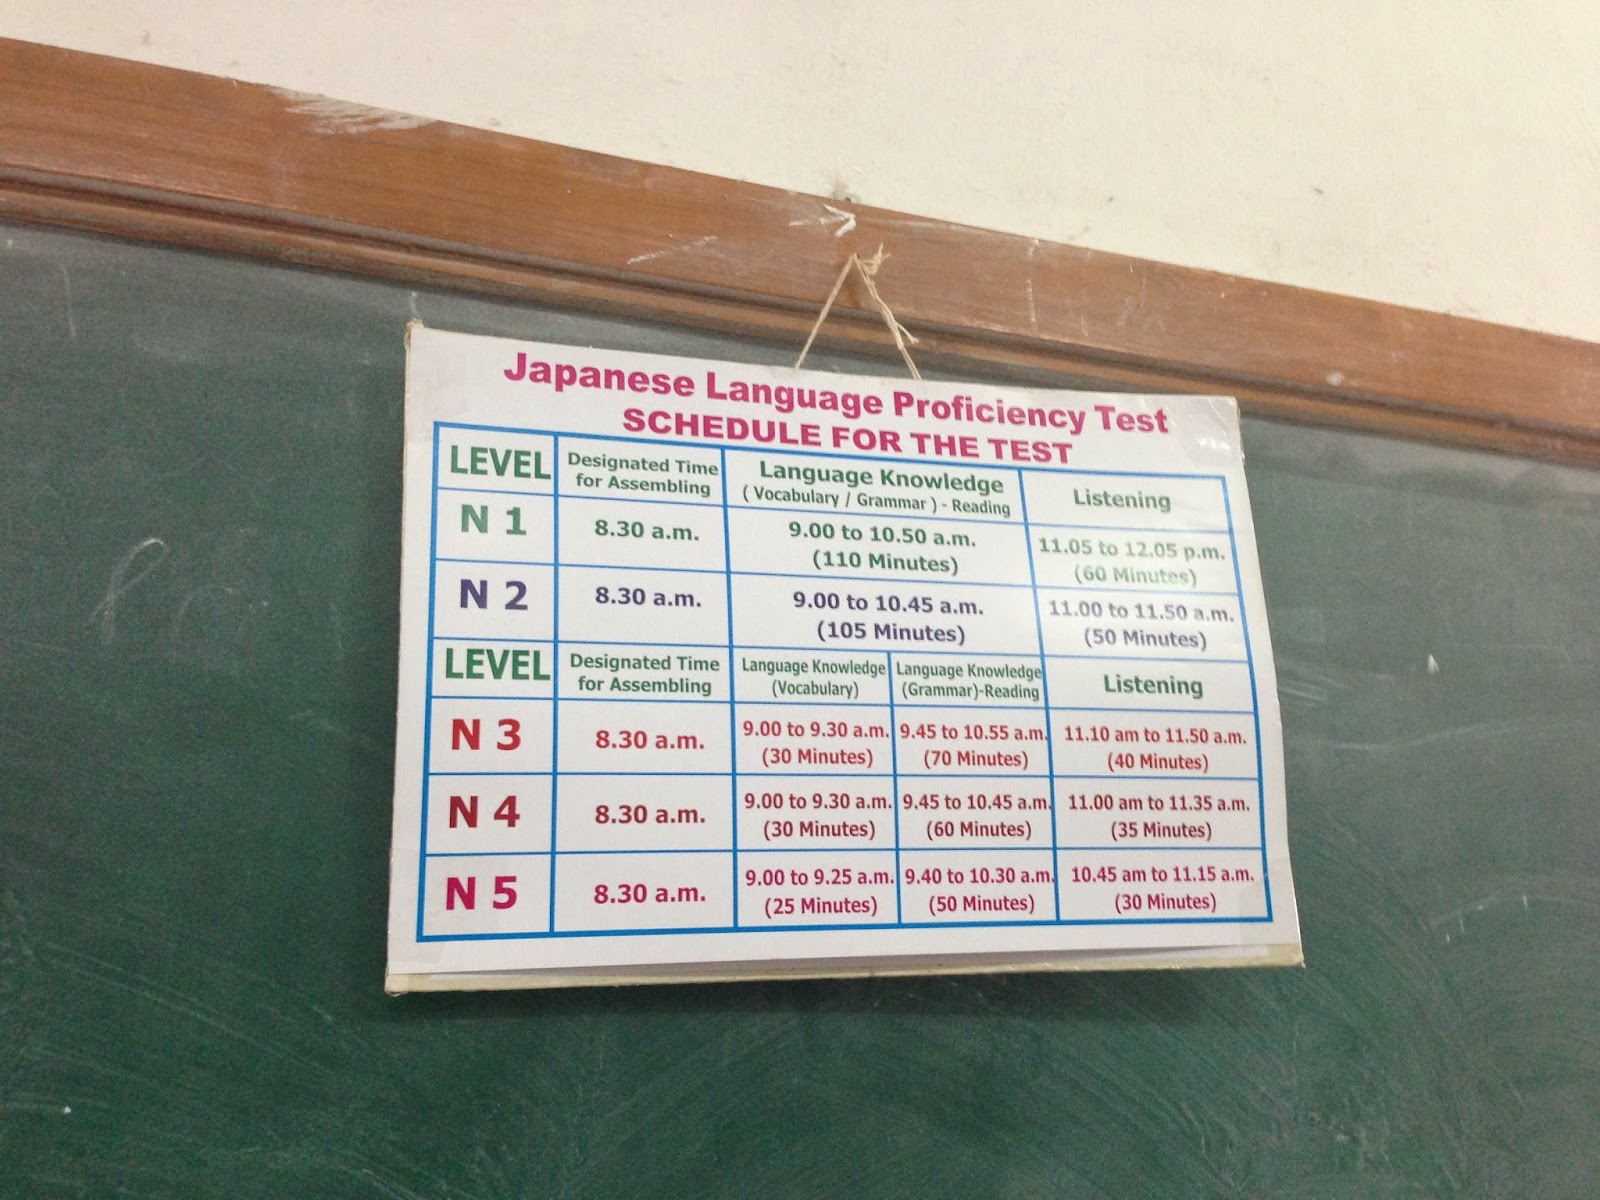 Japanese Language Proficiency Test
SCHEDULE FOR THE TEST
LEVEL
Designated Time
for Assembling
Language Knowledge
( Vocabulary / Grammar ) - Reading
Listening
N 1
8.30 a.m.
9.00 to 10.50 a.m.
(110 Minutes)
11.05 to 12.05 p.m.
(60 Minutes)
N 2
8.30 a.m.
9.00 to 10.45 a.m.
(105 Minutes)
11.00 to 11.50 a.m.
(50 Minutes)
LEVEL
Designated Time
for Assembling
Language Knowledge
(Vocabulary)
Language Knowledge
(Grammar)-Reading
Listening
N 3
8.30 a.m.
9.00 to 9.30 a.m.
(30 Minutes)
9.45 to 10.55 a.m.
(70 Minutes)
11.10 am to 11.50 a.m.
(40 Minutes)
N 4
8.30 a.m.
9.00 to 9.30 a.m.
(30 Minutes)
9.45 to 10.45 a.m.
(60 Minutes)
11.00 am to 11.35 a.m.
(35 Minutes)
N 5
8.30 a.m.
9.00 to 9.25 a.m.
(25 Minutes)
9.40 to 10.30 a.m.
(50 Minutes)
10.45 am to 11.15 a.m.
(30 Minutes)